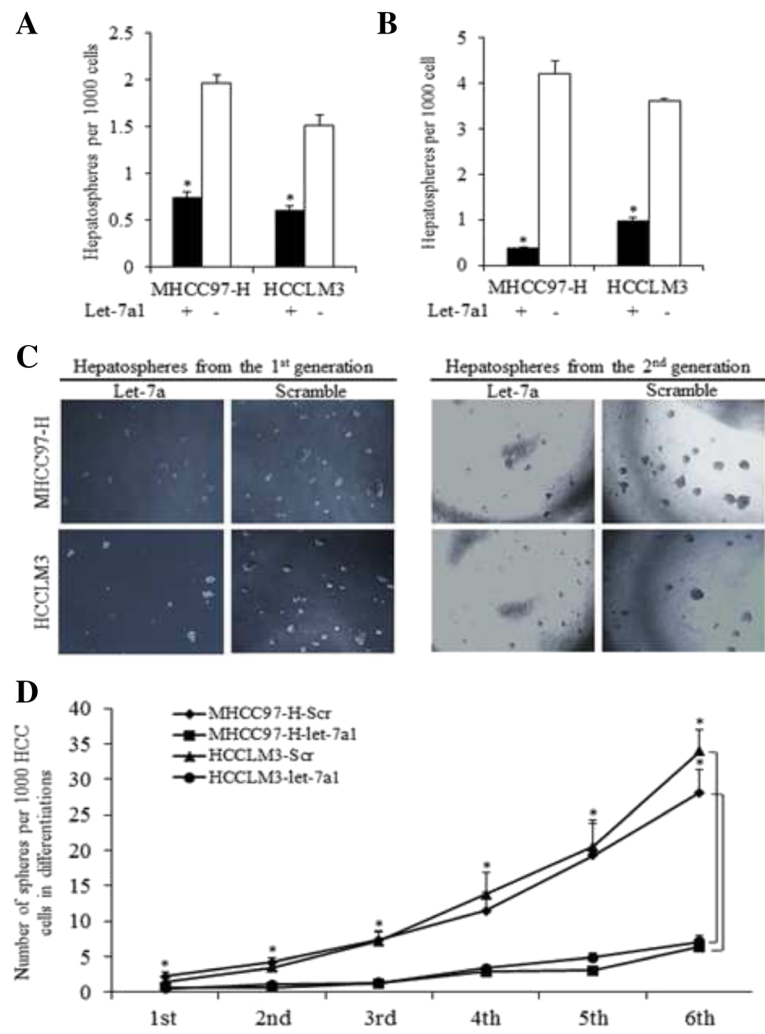 A
Hepatospheres per 1000 cells
2.5
2
1.5
1
0.5
0
*
*
MHCC97-H HCCLM3
Let-7a1 + - + -
B
Hepatospheres per 1000 cell
5
4
3
2
1
0
*
*
MHCC97-H HCCLM3
Let-7a1 + - + -
C
Hepatospheres from the 1st generation
Let-7a Scramble
Hepatospheres from the 2nd generation
Let-7a Scramble
MHCC97-H
HCCLM3
D
Number of spheres per 1000 HCC
cells in differentiations
40
35
30
25
20
15
10
5
0
MHCC97-H-Scr
MHCC97-H-let-7a1
HCCLM3-Scr
HCCLM3-let-7a1
*
*
*
*
*
*
*
1st 2nd 3rd 4th 5th 6th